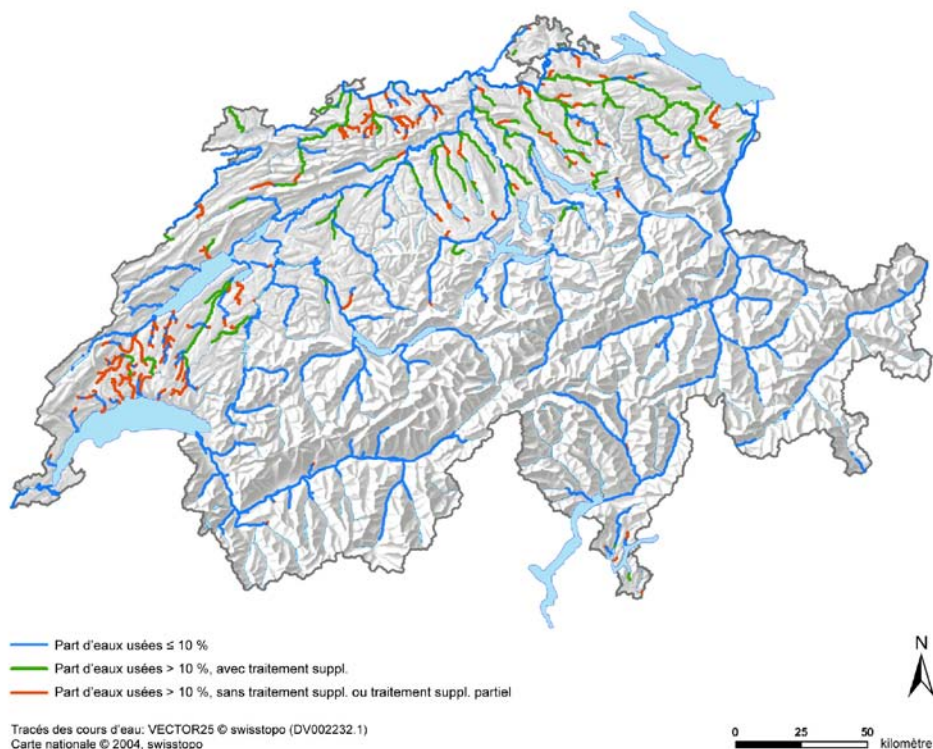 Part d'eaux usées ≤ 10 %
Part d'eaux usées > 10 %, avec traitement suppl.
Part d'eaux usées > 10 %, sans traitement suppl. ou traitement suppl. partiel
N
Tracés des cours d'eau: VECTOR25 © swisstopo (DV002232.1)
Carte nationale © 2004, swisstopo
0 25 50
kilomètre